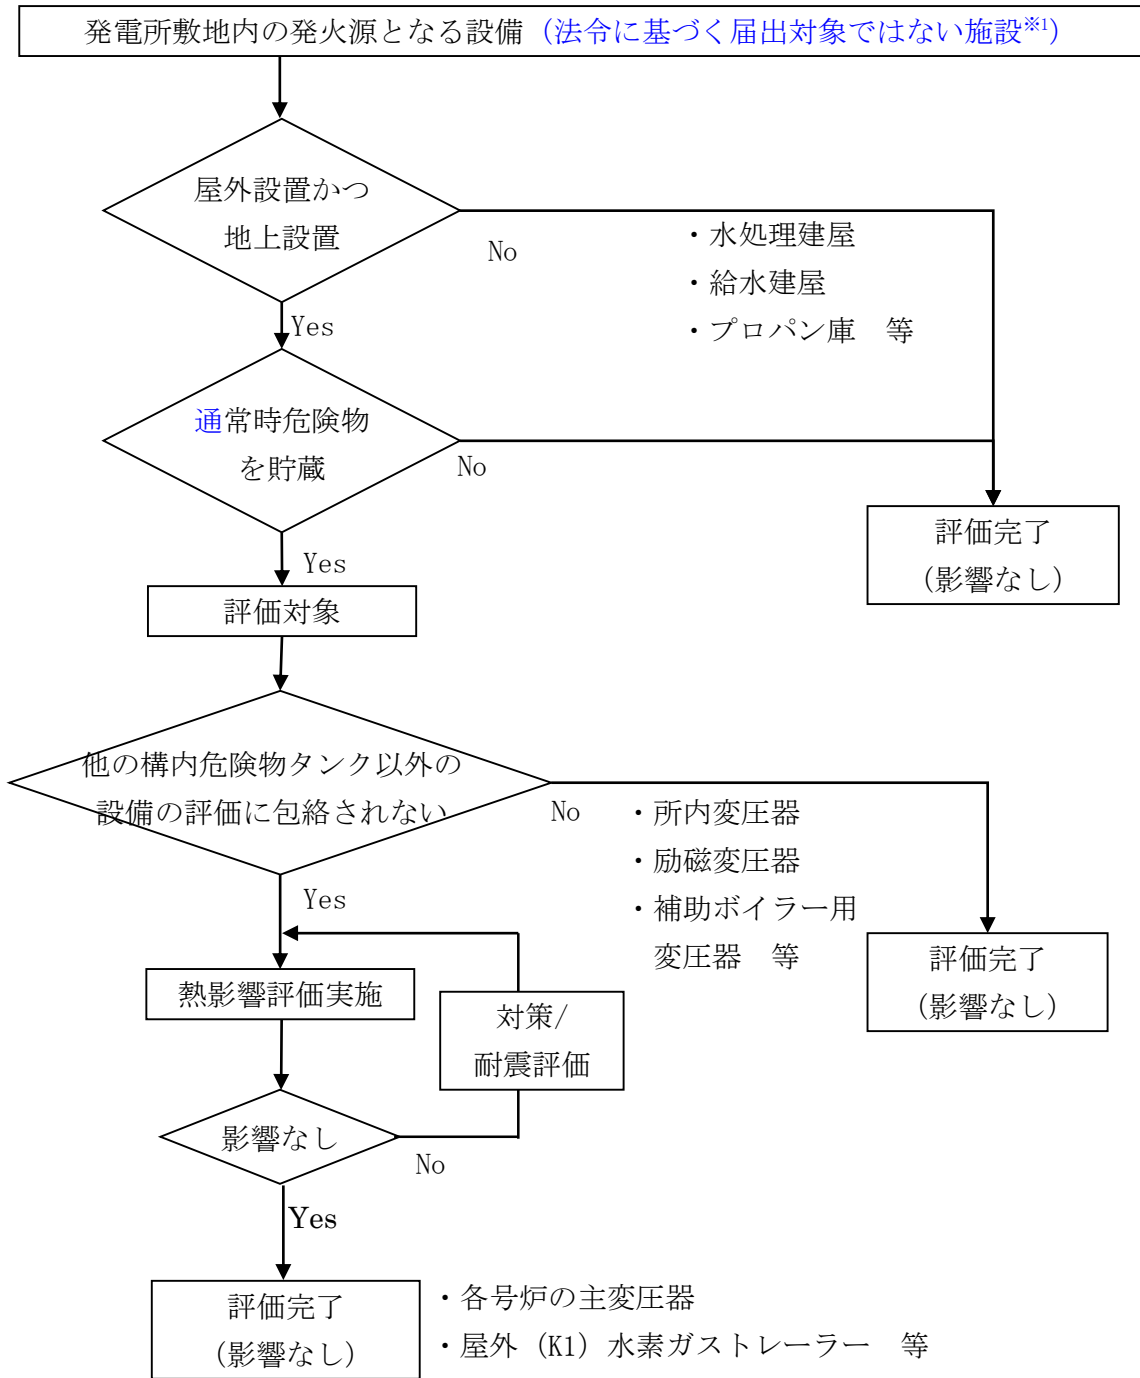 発電所敷地内の発火源となる設備（法令に基づく届出対象ではない施設※1）
屋外設置かつ
地上設置
No
・水処理建屋
・給水建屋
・プロパン庫　等
Yes
通常時危険物
を貯蔵
No
評価完了
（影響なし）
Yes
評価対象
他の構内危険物タンク以外の
設備の評価に包絡されない
No
・所内変圧器
・励磁変圧器
・補助ボイラー用
変圧器　等
評価完了
（影響なし）
Yes
熱影響評価実施
対策/
耐震評価
影響なし
No
Yes
評価完了
（影響なし）
・各号炉の主変圧器
・屋外（K1）水素ガストレーラー　等